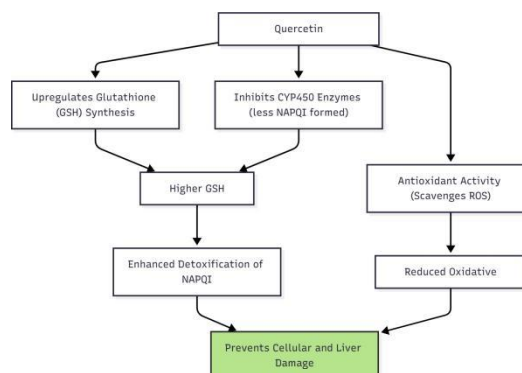 Quercetin
Upregulates Glutathione
(GSH) Synthesis
Inhibits CYP450 Enzymes
(less NAPQI formed)
Higher GSH
Antioxidant Activity
(Scavenges ROS)
Enhanced Detoxification of
NAPQI
Reduced Oxidative
Prevents Cellular and Liver
Damage